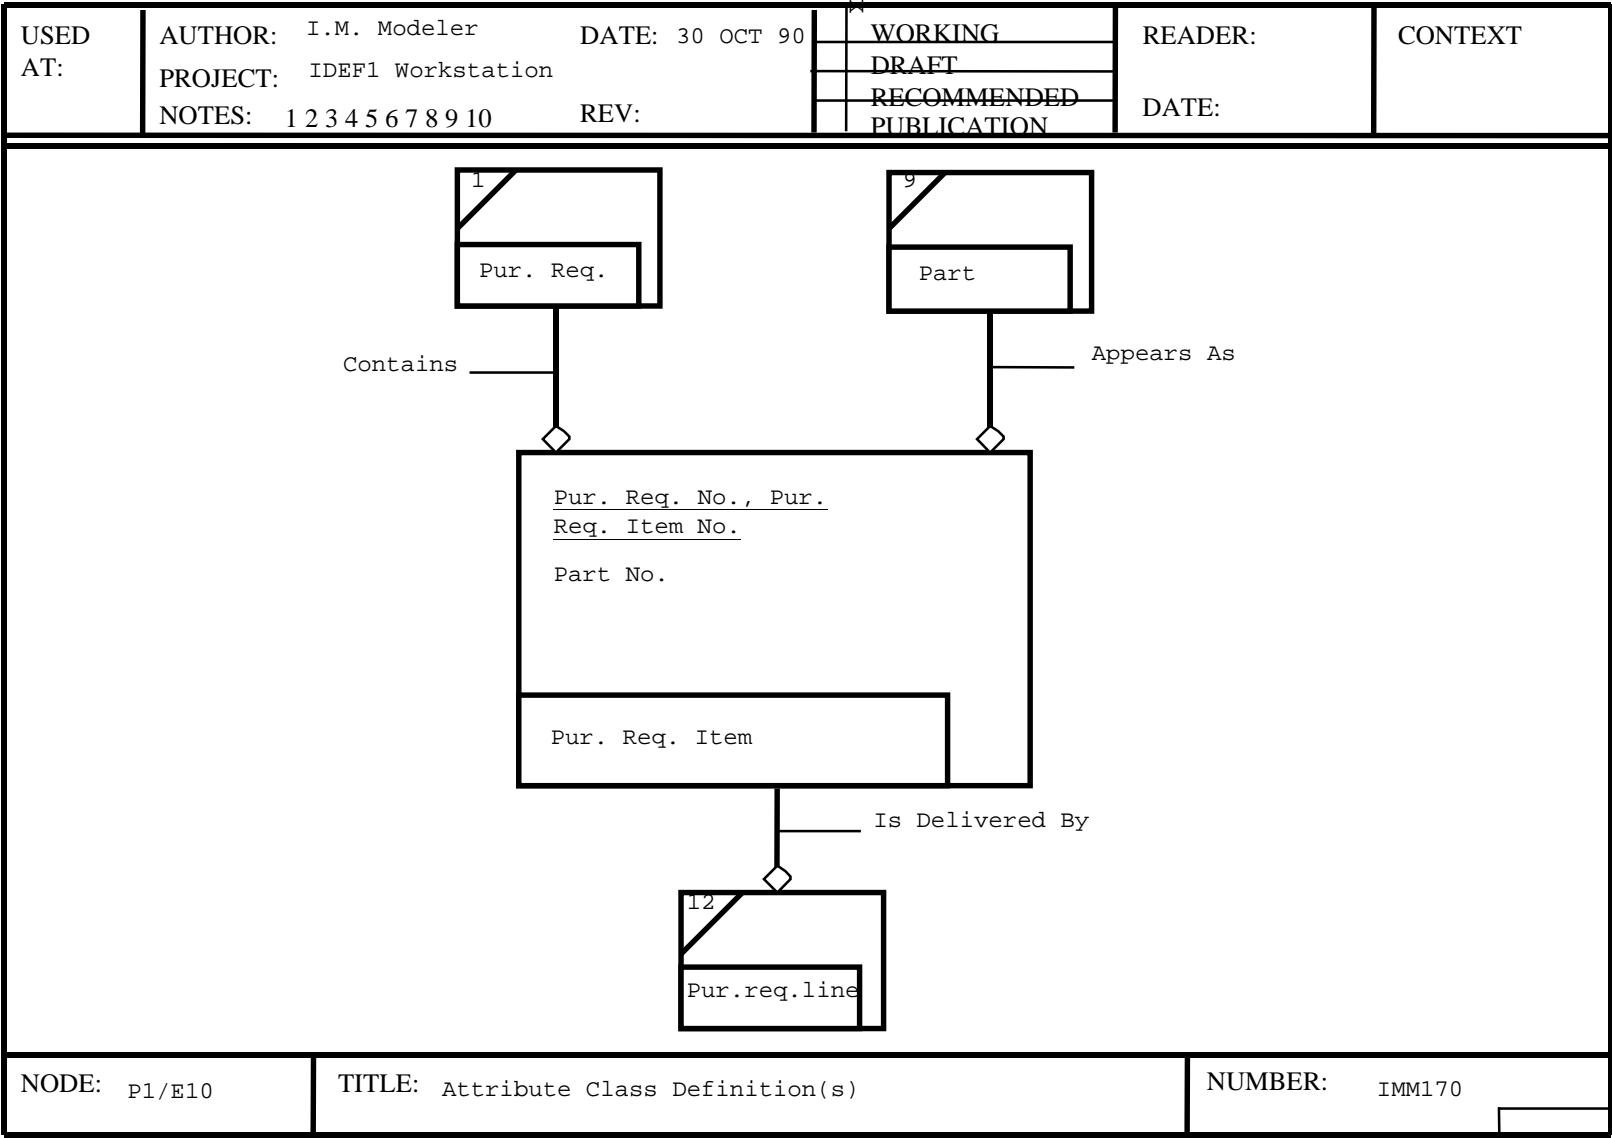 USED AT:
AUTHOR: I.M. Modeler
DATE: 30 OCT 90
PROJECT: IDEF1 Workstation
NOTES: 1 2 3 4 5 6 7 8 9 10
REV:
WORKING
DRAFT
RECOMMENDED
PUBLICATION
READER:
DATE:
CONTEXT
1
Pur. Req.
9
Part
Contains
Appears As
Pur. Req. No., Pur.
Req. Item No.
Part No.
Pur. Req. Item
Is Delivered By
12
Pur.req.line
NODE: P1/E10
TITLE: Attribute Class Definition(s)
NUMBER: IMM170